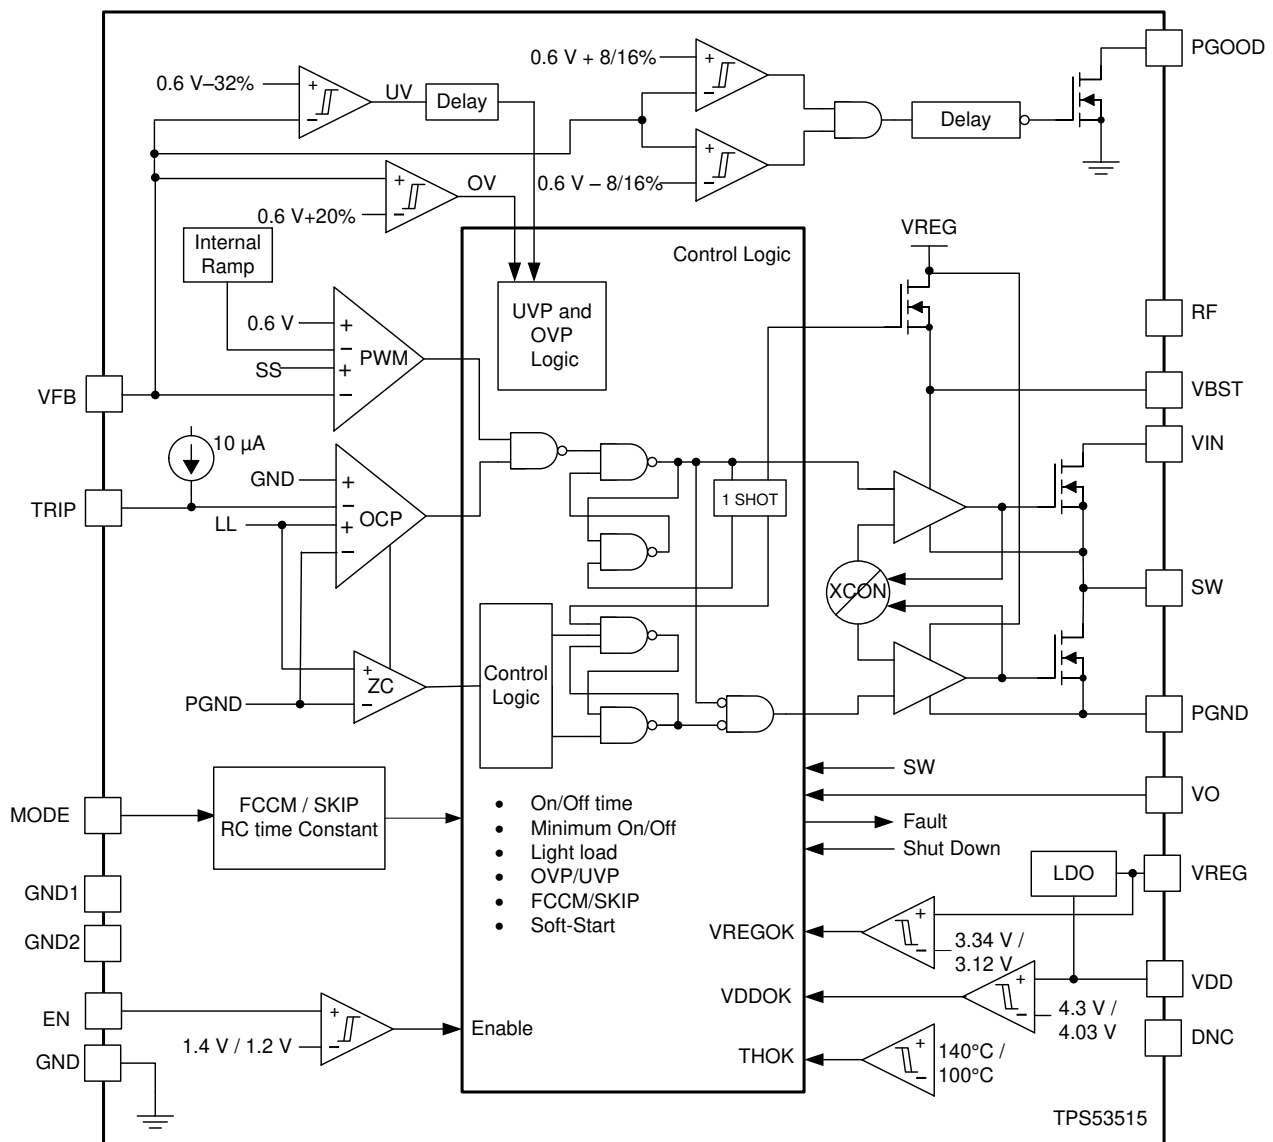 PGOOD
0.6 V + 8/16%
0.6 V–32%
+
−
UV
Delay
+
−
Delay
+
−
0.6 V − 8/16%
+
−
OV
0.6 V+20%
Internal
Ramp
VREG
Control Logic
UVP and
OVP
Logic
RF
0.6 V
+
−
SS
+
−
PWM
VFB
VBST
10 µA
VIN
GND
+
−
TRIP
LL
+
−
OCP
1 SHOT
XCON
SW
Control
Logic
+
−
ZC
PGND
PGND
SW
VO
MODE
FCCM / SKIP
RC time Constant
• On/Off time
• Minimum On/Off
• Light load
• OVP/UVP
• FCCM/SKIP
• Soft-Start
Fault
Shut Down
LDO
VREG
GND1
GND2
VREGOK
+
−
3.34 V /
3.12 V
VDD
VDDOK
+
−
4.3 V /
4.03 V
EN
+
−
1.4 V / 1.2 V
Enable
DNC
GND
THOK
+
−
140°C /
100°C
TPS53515